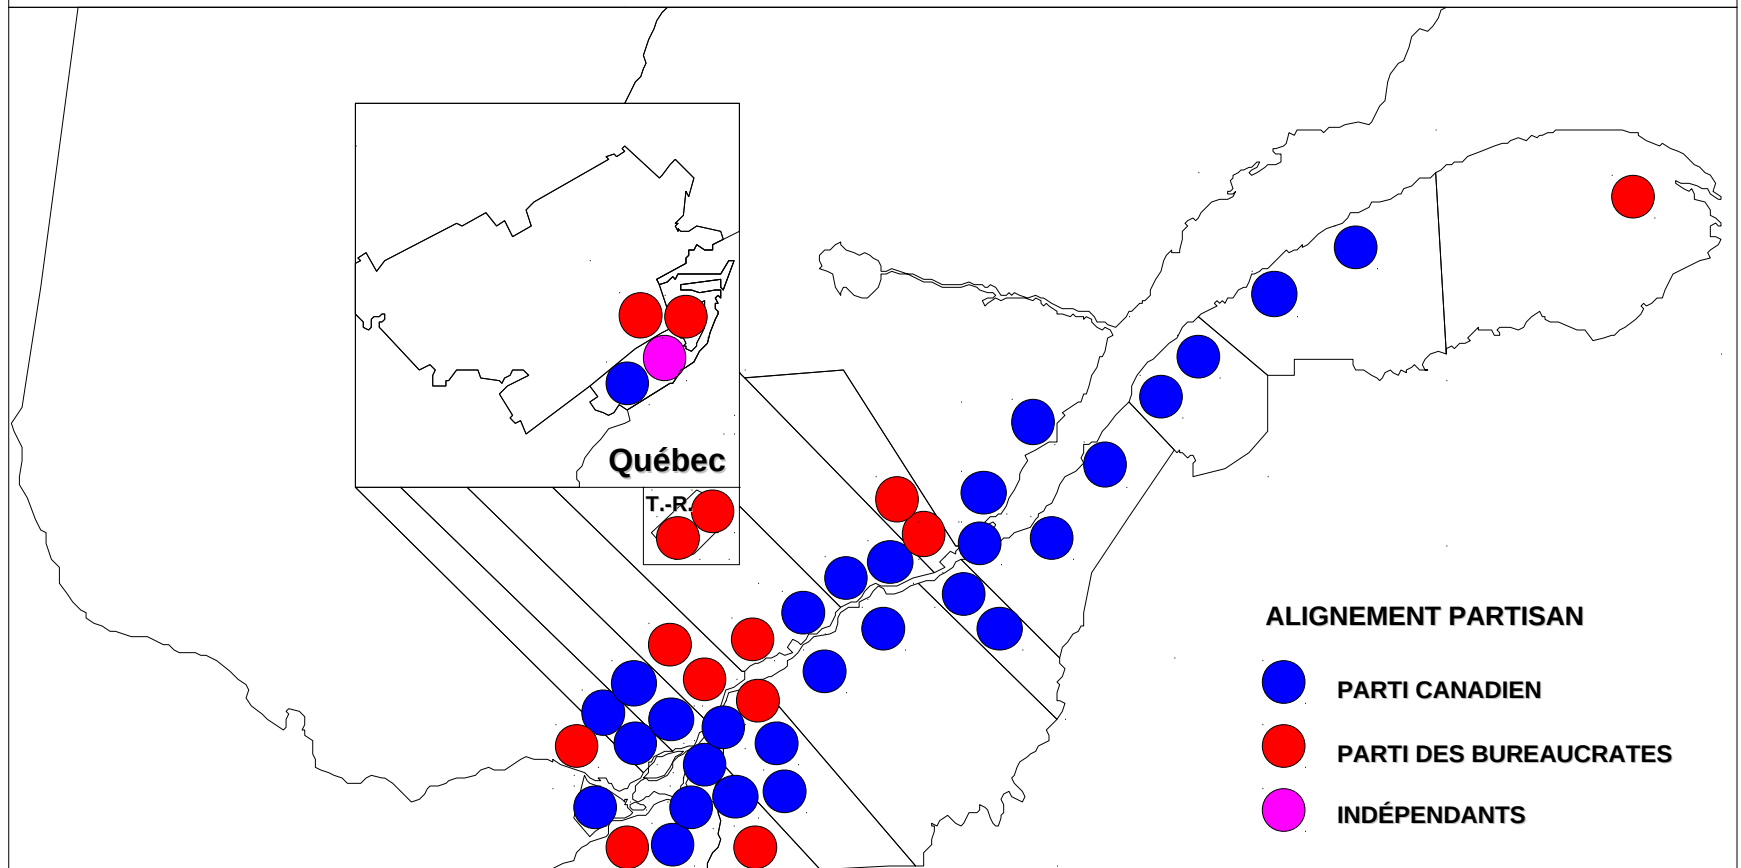 Québec
T.-R.
ALIGNEMENT PARTISAN
PARTI CANADIEN
PARTI DES BUREAUCRATES
INDÉPENDANTS